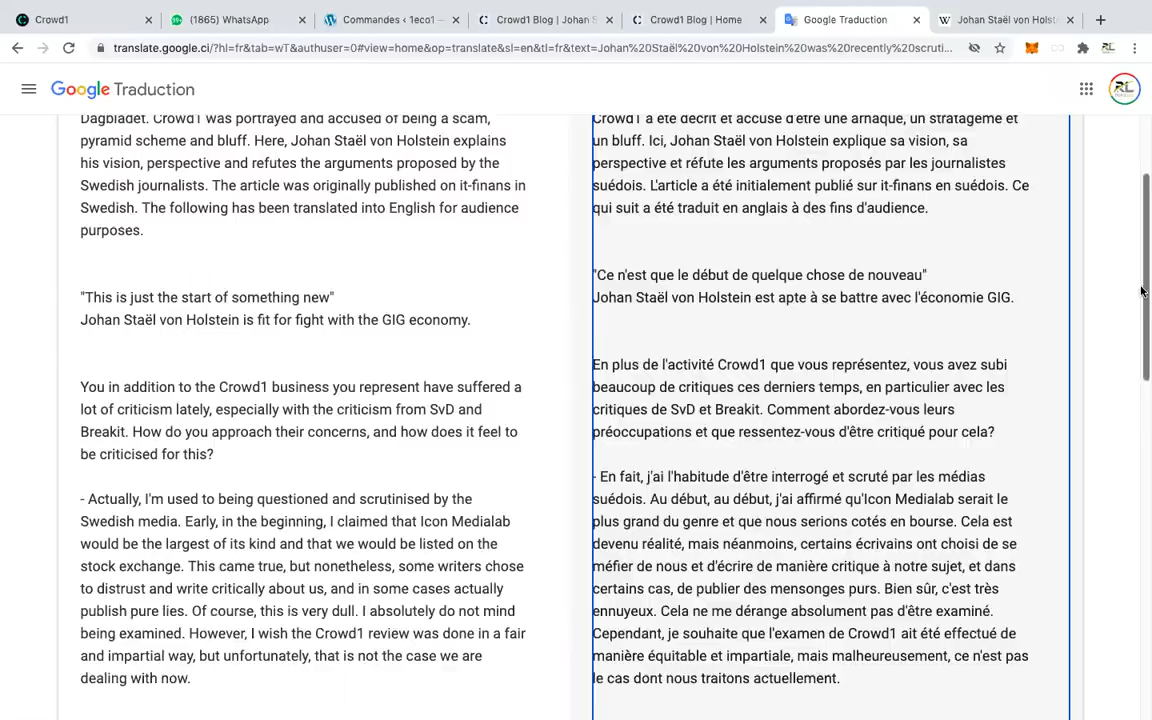 Crowd1
(1865) WhatsApp
Commandes ‹ 1eco1 –
Crowd1 Blog | Johan S
Crowd1 Blog | Home
Google Traduction
Johan Staël von Holst
translate.google.ci/?hl=fr&tab=wT&authuser=0#view=home&op=translate&sl=en&tl=fr&text=Johan%20Staël%20von%20Holstein%20was%20recently%20scruti...
Google Traduction
Dagbladet. Crowd1 was portrayed and accused of being a scam,
pyramid scheme and bluff. Here, Johan Staël von Holstein explains
his vision, perspective and refutes the arguments proposed by the
Swedish journalists. The article was originally published on it-finans in
Swedish. The following has been translated into English for audience
purposes.
"This is just the start of something new"
Johan Staël von Holstein is fit for fight with the GIG economy.
You in addition to the Crowd1 business you represent have suffered a
lot of criticism lately, especially with the criticism from SvD and
Breakit. How do you approach their concerns, and how does it feel to
be criticised for this?
- Actually, I'm used to being questioned and scrutinised by the
Swedish media. Early, in the beginning, I claimed that Icon Medialab
would be the largest of its kind and that we would be listed on the
stock exchange. This came true, but nonetheless, some writers chose
to distrust and write critically about us, and in some cases actually
publish pure lies. Of course, this is very dull. I absolutely do not mind
being examined. However, I wish the Crowd1 review was done in a fair
and impartial way, but unfortunately, that is not the case we are
dealing with now.
Crowd1 a été décrit et accusé d'être une arnaque, un stratagème et
un bluff. Ici, Johan Staël von Holstein explique sa vision, sa
perspective et réfute les arguments proposés par les journalistes
suédois. L'article a été initialement publié sur it-finans en suédois. Ce
qui suit a été traduit en anglais à des fins d'audience.
"Ce n'est que le début de quelque chose de nouveau"
Johan Staël von Holstein est apte à se battre avec l'économie GIG.
En plus de l'activité Crowd1 que vous représentez, vous avez subi
beaucoup de critiques ces derniers temps, en particulier avec les
critiques de SvD et Breakit. Comment abordez-vous leurs
préoccupations et que ressentez-vous d'être critiqué pour cela?
- En fait, j'ai l'habitude d'être interrogé et scruté par les médias
suédois. Au début, au début, j'ai affirmé qu'Icon Medialab serait le
plus grand du genre et que nous serions cotés en bourse. Cela est
devenu réalité, mais néanmoins, certains écrivains ont choisi de se
méfier de nous et d'écrire de manière critique à notre sujet, et dans
certains cas, de publier des mensonges purs. Bien sûr, c'est très
ennuyeux. Cela ne me dérange absolument pas d'être examiné.
Cependant, je souhaite que l'examen de Crowd1 ait été effectué de
manière équitable et impartiale, mais malheureusement, ce n'est pas
le cas dont nous traitons actuellement.